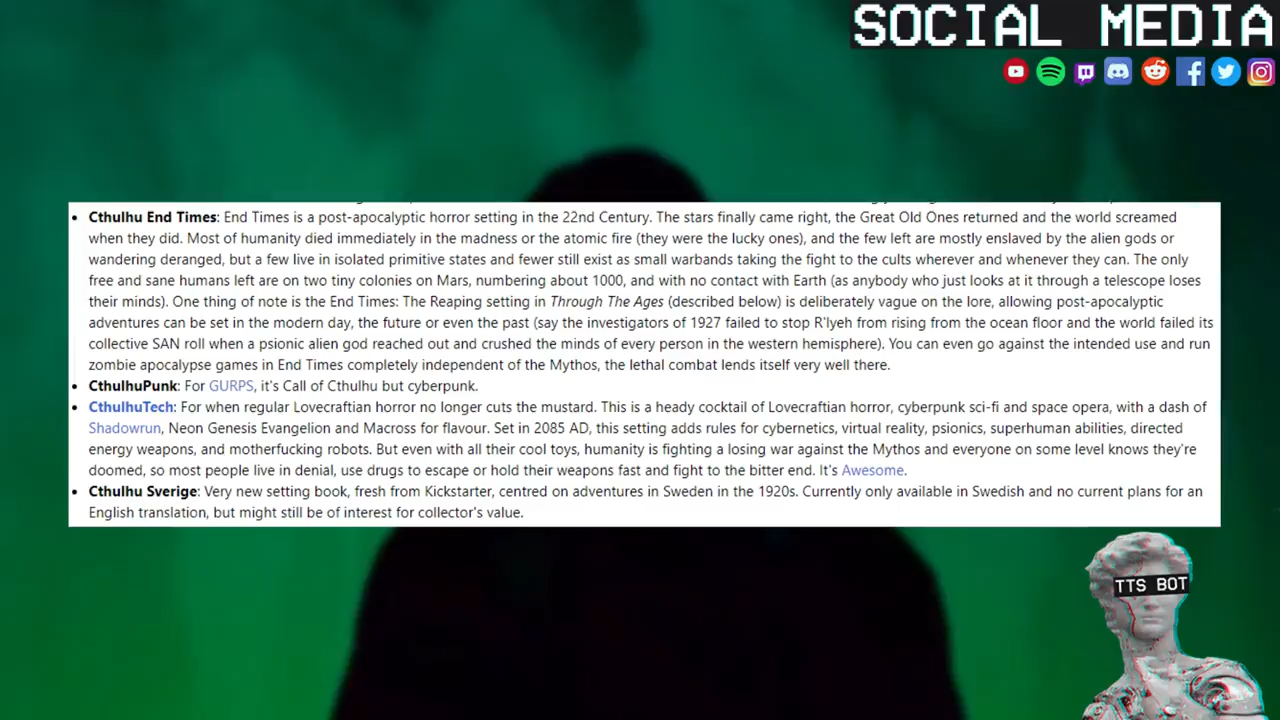 SOCIAL MEDIA
• Cthulhu End Times: End Times is a post-apocalyptic horror setting in the 22nd Century. The stars finally came right, the Great Old Ones returned and the world screamed
when they did. Most of humanity died immediately in the madness or the atomic fire (they were the lucky ones), and the few left are mostly enslaved by the alien gods or
wandering deranged, but a few live in isolated primitive states and fewer still exist as small warbands taking the fight to the cults wherever and whenever they can. The only
free and sane humans left are on two tiny colonies on Mars, numbering about 1000, and with no contact with Earth (as anybody who just looks at it through a telescope loses
their minds). One thing of note is the End Times: The Reaping setting in Through The Ages (described below) is deliberately vague on the lore, allowing post-apocalyptic
adventures can be set in the modern day, the future or even the past (say the investigators of 1927 failed to stop R'lyeh from rising from the ocean floor and the world failed its
collective SAN roll when a psionic alien god reached out and crushed the minds of every person in the western hemisphere). You can even go against the intended use and run
zombie apocalypse games in End Times completely independent of the Mythos, the lethal combat lends itself very well there.
• CthulhuPunk: For GURPS, it's Call of Cthulhu but cyberpunk.
• CthulhuTech: For when regular Lovecraftian horror no longer cuts the mustard. This is a heady cocktail of Lovecraftian horror, cyberpunk sci-fi and space opera, with a dash of
Shadowrun, Neon Genesis Evangelion and Macross for flavour. Set in 2085 AD, this setting adds rules for cybernetics, virtual reality, psionics, superhuman abilities, directed
energy weapons, and motherfucking robots. But even with all their cool toys, humanity is fighting a losing war against the Mythos and everyone on some level knows they're
doomed, so most people live in denial, use drugs to escape or hold their weapons fast and fight to the bitter end. It's Awesome.
• Cthulhu Sverige: Very new setting book, fresh from Kickstarter, centred on adventures in Sweden in the 1920s. Currently only available in Swedish and no current plans for an
English translation, but might still be of interest for collector's value.
TTS BOT